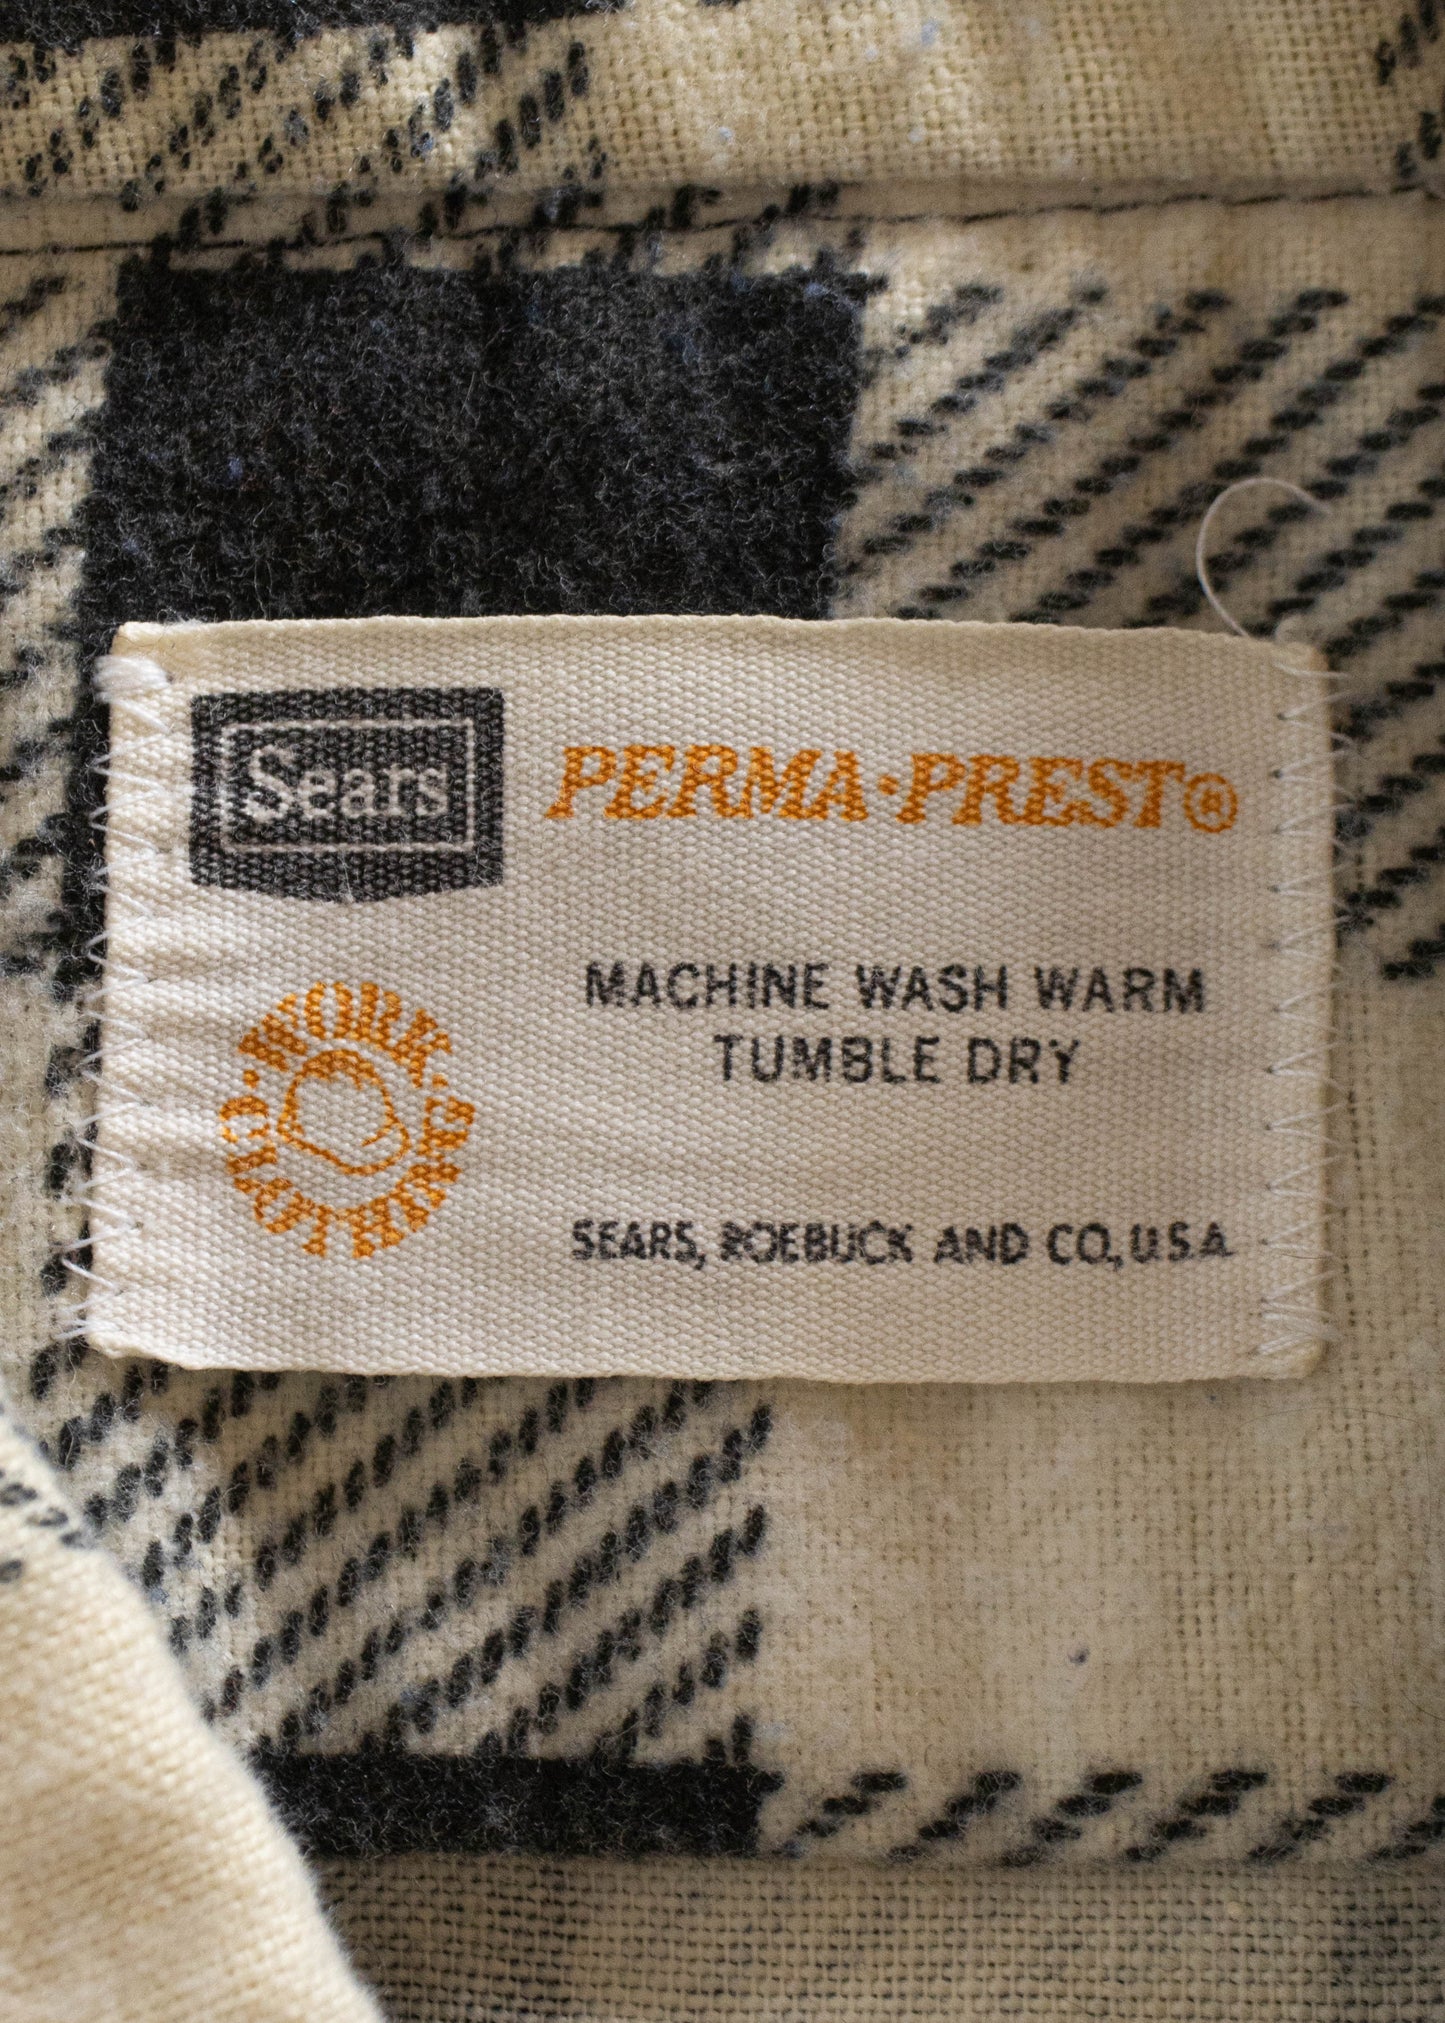 Sears
PERMA·PREST®
MACHINE WASH WARM
TUMBLE DRY
·WORK·
CLOTHING
SEARS, ROEBUCK AND CO., U.S.A.